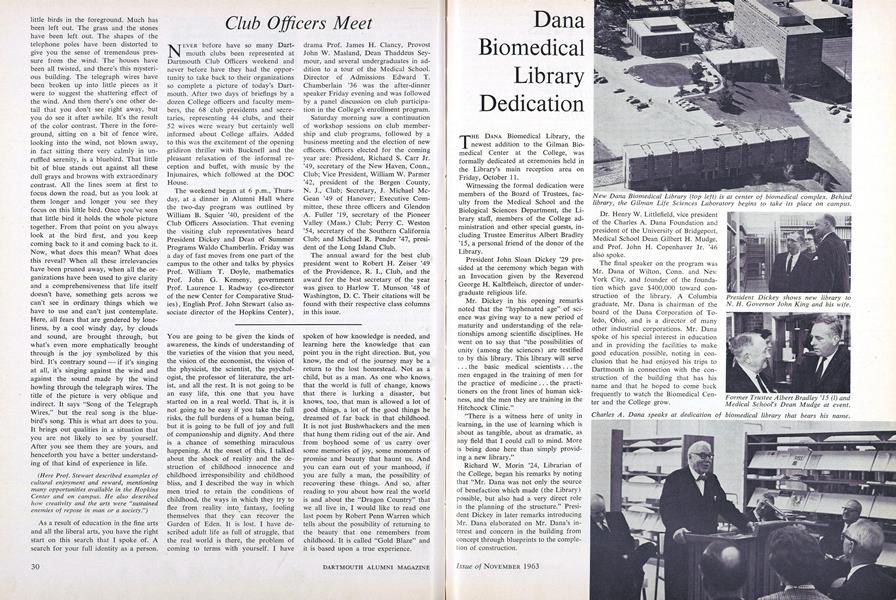 little birds in the foreground. Much has
been left out. The grass and the stones
have been left out. The shapes of the
telephone poles have been distorted to
give you the sense of tremendous pres-
sure from the wind. The houses have
been all twisted, and there's this mysteri-
ous building. The telegraph wires have
been broken up into little pieces as it
were to suggest the shattering effect of
the wind. And then there's one other de-
tail that you don't see right away, but
you do see it after awhile. It's the result
of the color contrast. There in the fore-
ground, sitting on a bit of fence wire,
looking into the wind, not blown away,
in fact sitting there very calmly in un-
ruffled serenity, is a bluebird. That little
bit of blue stands out against all these
dull grays and browns with extraordinary
contrast. All the lines seem at first to
focus down the road, but as you look at
them longer and longer you see they
focus on this little bird. Once you've seen
that little bird it holds the whole picture
together. From that point on you always
look at the bird first, and you keep
coming back to it and coming back to it.
Now, what does this mean? What does
this reveal? When all these irrelevancies
have been pruned away, when all the or-
ganizations have been used to give clarity
and a comprehensiveness that life itself
doesn't have, something gets across we
can't see in ordinary things which we
have to use and can't just contemplate.
Here, all fears that are gendered by lone-
liness, by a cool windy day, by clouds
and sound, are brought through, but
what's even more emphatically brought
through is the joy symbolized by this
bird. It's contrary sound — if it's singing
at all, it's singing against the wind and
against the sound made by the wind
howling through the telegraph wires. The
title of the picture is very oblique and
indirect. It says "Song of the Telegraph
Wires," but the real song is the blue-
bird's song. This is what art does to you.
It brings out qualities in a situation that
you are not likely to see by yourself.
After you see them they are yours, and
henceforth you have a better understand-
ing of that kind of experience in life.
(Here Prof. Stewart described examples of
cultural enjoyment and reward, mentioning
many opportunities available in the Hopkins
Center and on campus. He also described
how creativity and the arts were "sustained
enemies of repose in man or a society.")
As a result of education in the fine arts
and all the liberal arts, you have the right
start on this search that I spoke of. A
search for your full identity as a person.
Club Officers Meet
NEVER before have so many Dart-
mouth clubs been represented at
Dartmouth Club Officers weekend and
never before have they had the oppor-
tunity to take back to their organizations
so complete a picture of today's Dart-
mouth. After two days of briefings by a
dozen College officers and faculty mem-
bers, the 68 club presidents and secre-
taries, representing 44 clubs, and their
52 wives were weary but certainly well
informed about College affairs. Added
to this was the excitement of the opening
gridiron thriller with Bucknell and the
pleasant relaxation of the informal re-
ception and buffet, with music by the
Injunaires, which followed at the DOC
House.
The weekend began at 6 p.m., Thurs-
day, at a dinner in Alumni Hall where
the two-day program was outlined by
William B. Squier '40, president of the
Club Officers Association. That evening
the visiting club representatives heard
President Dickey and Dean of Summer
Programs Waldo Chamberlin. Friday was
a day of fast moves from one part of the
campus to the other and talks by physics
Prof. William T. Doyle, mathematics
Prof. John G. Kemeny, government
Prof. Laurence I. Radway (co-director
of the new Center for Comparative Stud-
ies), English Prof. John Stewart (also as-
sociate director of the Hopkins Center),
drama Prof. James H. Clancy, Provost
John W. Masland, Dean Thaddeus Sey-
mour, and several undergraduates in ad-
dition to a tour of the Medical School.
Director of Admissions Edward T.
Chamberlain '36 was the after-dinner
speaker Friday evening and was followed
by a panel discussion on club participa-
tion in the College's enrollment program.
Saturday morning saw a continuation
of workshop sessions on club member-
ship and club programs, followed by a
business meeting and the election of new
officers. Officers elected for the coming
year are: President, Richard S. Carr Jr.
'49, secretary of the New Haven, Conn.,
Club; Vice President, William W. Parmer
'42, president of the Bergen County,
N. J., Club; Secretary, J. Michael Mc-
Gean '49 of Hanover; Executive Com-
mittee, these three officers and Glendon
A. Fuller '19, secretary of the Pioneer
Valley (Mass.) Club; Perry C. Weston
'54, secretary of the Southern California
Club; and Michael R. Pender '47, presi-
dent of the Long Island Club.
The annual award for the best club
president went to Robert H. Zeiser '49
of the Providence, R. I., Club, and the
award for the best secretary of the year
was given to Harlow T. Munson '48 of
Washington, D. C. Their citations will be
found with their respective class columns
in this issue.
You are going to be given the kinds of
awareness, the kinds of understanding of
the varieties of the vision that you need,
the vision of the economist, the vision of
the physicist, the scientist, the psychol-
ogist, the professor of literature, the art-
ist, and all the rest. It is not going to be
an easy life, this one that you have
started on in a real world. That is, it is
not going to be easy if you take the full
risks, the full burdens of a human being,
but it is going to be full of joy and full
of companionship and dignity. And there
is a chance of something miraculous
happening. At the onset of this, I talked
about the shock of reality and the de-
struction of childhood innocence and
childhood irresponsibility and childhood
bliss, and I described the way in which
men tried to retain the conditions of
childhood, the ways in which they try to
flee from reality into fantasy, fooling
themselves that they can recover the
Garden of Eden. It is lost. I have de-
scribed adult life as full of struggle, that
the real world is there, the problem of
coming to terms with yourself. I have
spoken of how knowledge is needed, and
learning here the knowledge that can
point you in the right direction. But, you
know, the end of the journey may be a
return to the lost homestead. Not as a
child, but as a man. As one who knows
that the world is full of change, knows
that there is lurking a disaster, but
knows, too, that man is allowed a lot of
good things, a lot of the good things he
dreamed of far back in that childhood.
It is not just Bushwhackers and the men
that hung them riding out of the air. And
from boyhood some of us carry over
some memories of joy, some moments of
promise and beauty that haunt us. And
you can earn out of your manhood, if
you are fully a man, the possibility of
recovering these things. And so, after
reading to you about how real the world
is and about the "Dragon Country" that
we all live in, I would like to read one
last poem by Robert Penn Warren which
tells about the possibility of returning to
the beauty that one remembers from
childhood. It is called "Gold Blaze" and
it is based upon a true experience.
30
DARTMOUTH ALUMNI MAGAZINE
Dana
Biomedical
Library
Dedication
THE DANA Biomedical Library, the
newest addition to the Gilman Bio-
medical Center at the College, was
formally dedicated at ceremonies held in
the Library's main reception area on
Friday, October 11.
Witnessing the formal dedication were
members of the Board of Trustees, fac-
ulty from the Medical School and the
Biological Sciences Department, the Li-
brary staff, members of the College ad-
ministration and other special guests, in-
cluding Trustee Emeritus Albert Bradley
'15, a personal friend of the donor of the
Library.
President John Sloan Dickey '29 pre-
sided at the ceremony which began with
an Invocation given by the Reverend
George H. Kalbfleisch, director of under-
graduate religious life.
Mr. Dickey in his opening remarks
noted that the "hyphenated age" of sci-
ence was giving way to a new period of
maturity and understanding of the rela-
tionships among scientific disciplines. He
went on to say that "the possibilities of
unity (among the sciences) are testified
to by this library. This library will serve
. . . the basic medical scientists . . . the
men engaged in the training of men for
the practice of medicine . . . the practi-
tioners on the front lines of human sick-
ness, and the men they are training in the
Hitchcock Clinic."
"There is a witness here of unity in
learning, in the use of learning which is
about as tangible, about as dramatic, as
any field that I could call to mind. More
is being done here than simply provid-
ing a new library."
Richard W. Morin '24, Librarian of
the College, began his remarks by noting
that "Mr. Dana was not only the source
of benefaction which made (the Library)
possible, but also had a very direct role
in the planning of the structure." Presi-
dent Dickey in later remarks introducing
Mr. Dana elaborated on Mr. Dana's in-
terest and concern in the building from
concept through blueprints to the comple-
tion of construction.
Issue of NOVEMBER 1963
New Dana Biomedical Library (top left) is at center of biomedical complex. Behind
library, the Gilman Life Sciences Laboratory begins to take its place on campus.
Dr. Henry W. Littlefield, vice president
of the Charles A. Dana Foundation and
president of the University of Bridgeport,
Medical School Dean Gilbert H. Mudge,
and Prof. John H. Copenhaver Jr. '46
also spoke.
The final speaker on the program was
Mr. Dana of Wilton, Conn. and New
York City, and founder of the founda-
tion which gave $400,000 toward con-
struction of the library. A Columbia
graduate, Mr. Dana is chairman of the
board of the Dana Corporation of To-
ledo, Ohio, and is a director of many
other industrial corporations. Mr. Dana
spoke of his special interest in education
and in providing the facilities to make
good education possible, noting in con-
clusion that he had enjoyed his trips to
Dartmouth in connection with the con-
struction of the building that has his
name and that he hoped to come back
frequently to watch the Biomedical Cen-
ter and the College grow.
President Dickey shows new library to
N. H. Governor John King and his wife.
Former Trustee Albert Bradley '15 (l) and
Medical School's Dean Mudge at event.
Charles A. Dana speaks at dedication of biomedical library that bears his name.